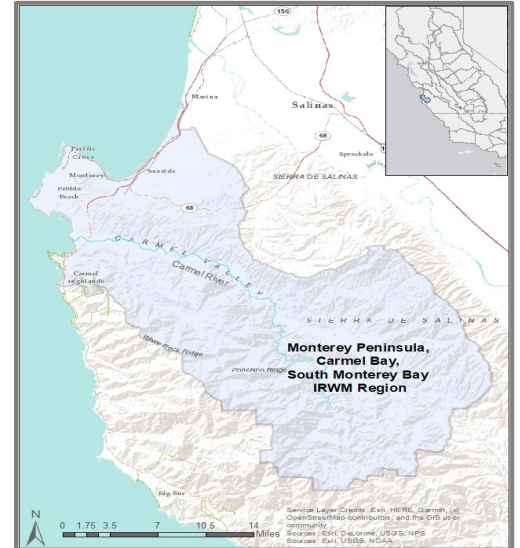 156
Marina
Salinas
68
Spreckels
Pacific
Grove
Monterey
Seaside
Pebble
Beach
SIERRA DE SALINAS
68
CARMEL VALLEY
Carmel River
Carmel
Highlands
SIERRA DE SALINAS
White Rock Ridge
Monterey Peninsula,
Carmel Bay,
South Monterey Bay
IRWM Region
Big Sur
N
0 1.75 3.5 7 10.5 14
Miles
Service Layer Credits: Esri, HERE, Garmin, (c)
OpenStreetMap contributors, and the GIS user
community
Sources: Esri, DeLorme, USGS, NPS
Sources: Esri, USGS, NOAA